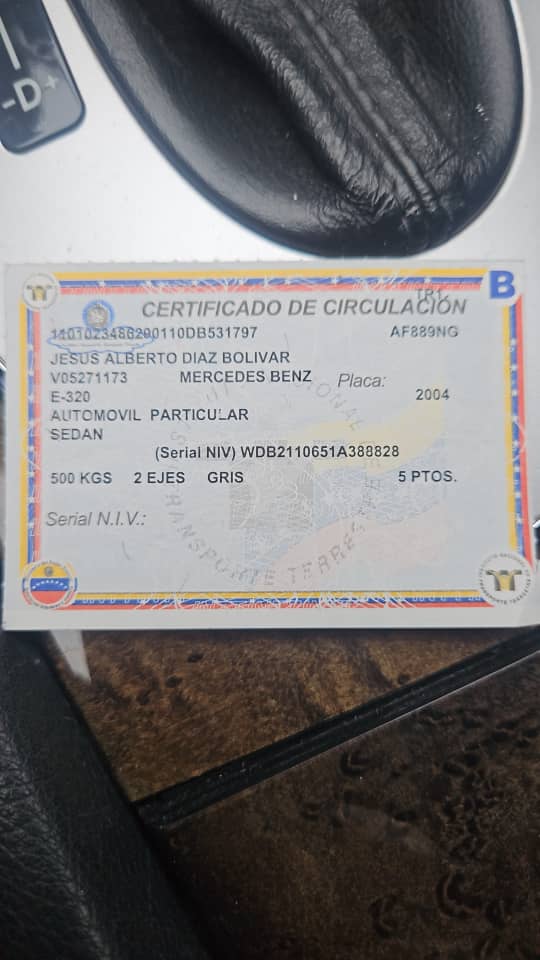 -D+
B
CERTIFICADO DE CIRCULACIÓN
1101023486200110DB531797 AF889NG
JESUS ALBERTO DIAZ BOLIVAR
V05271173 MERCEDES BENZ Placa:
E-320 2004
AUTOMOVIL PARTICULAR
SEDAN
(Serial NIV) WDB2110651A388828
500 KGS 2 EJES GRIS 5 PTOS.
Serial N.I.V.:
TRANSPORTE TERRESTRE